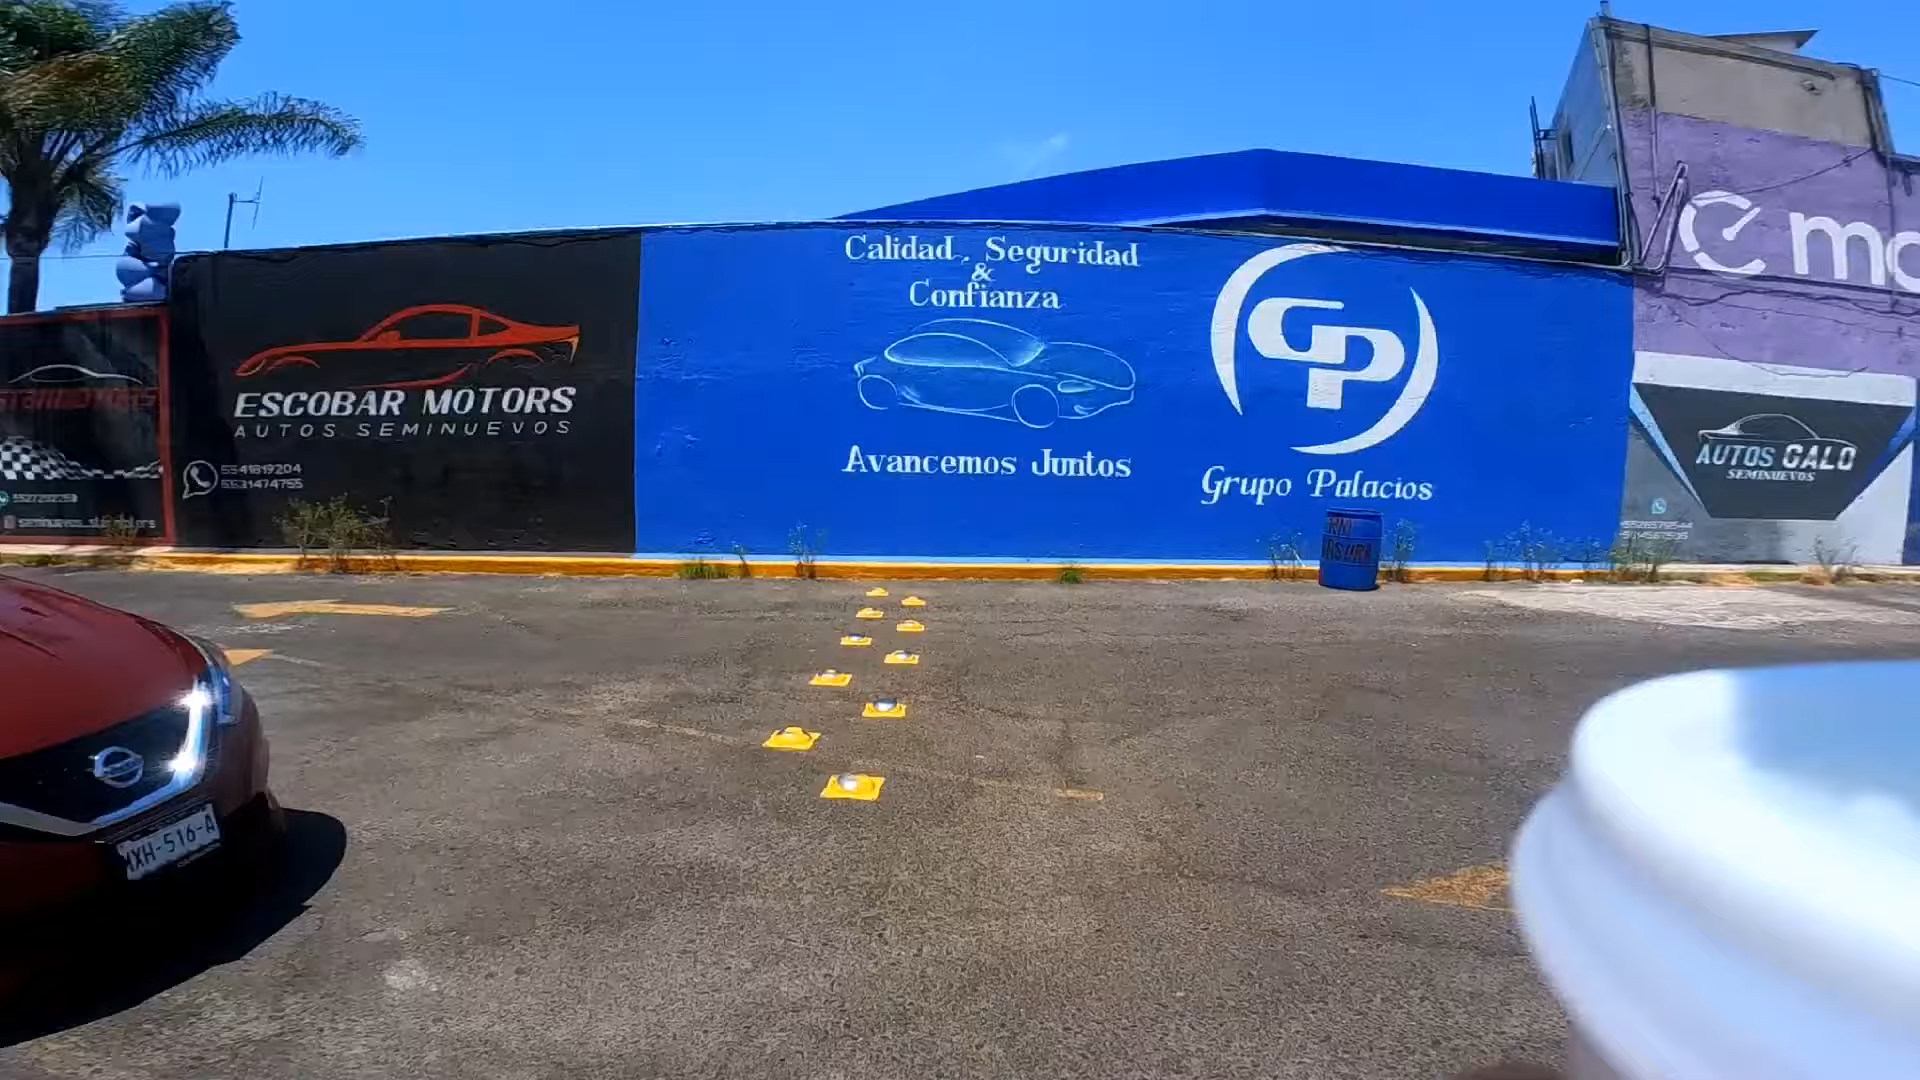 ESCOBAR MOTORS
AUTOS SEMINUEVOS
5541819204
5531474755
Calidad, Seguridad
&
Confianza
Avancemos Juntos
GP
Grupo Palacios
AUTOS GALO
SEMINUEVOS
MXH-516-A